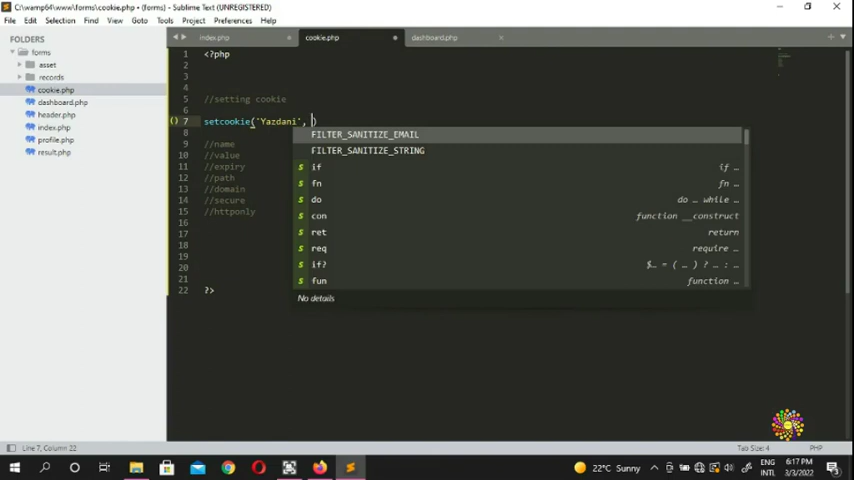 C:\wamp64\www\forms\cookie.php • (forms) - Sublime Text (UNREGISTERED)
File Edit Selection Find View Goto Tools Project Preferences Help
FOLDERS
forms
asset
records
cookie.php
dashboard.php
header.php
index.php
profile.php
result.php
index.php
cookie.php
dashboard.php
1 <?php
2
3
4
5 //setting cookie
6
7 setcookie('Yazdani', )
8
9 //name
10 //value
11 //expiry
12 //path
13 //domain
14 //secure
15 //httponly
16
17
18
19
20
21
22 ?>
FILTER_SANITIZE_EMAIL
FILTER_SANITIZE_STRING
s if if …
s fn fn …
s do do … while …
s con function __construct
s ret return
s req require …
s if? $… = ( … ) ? … : …
s fun function …
No details
Line 7, Column 22
Tab Size: 4
PHP
22°C Sunny
ENG
INTL
6:17 PM
3/3/2022
3